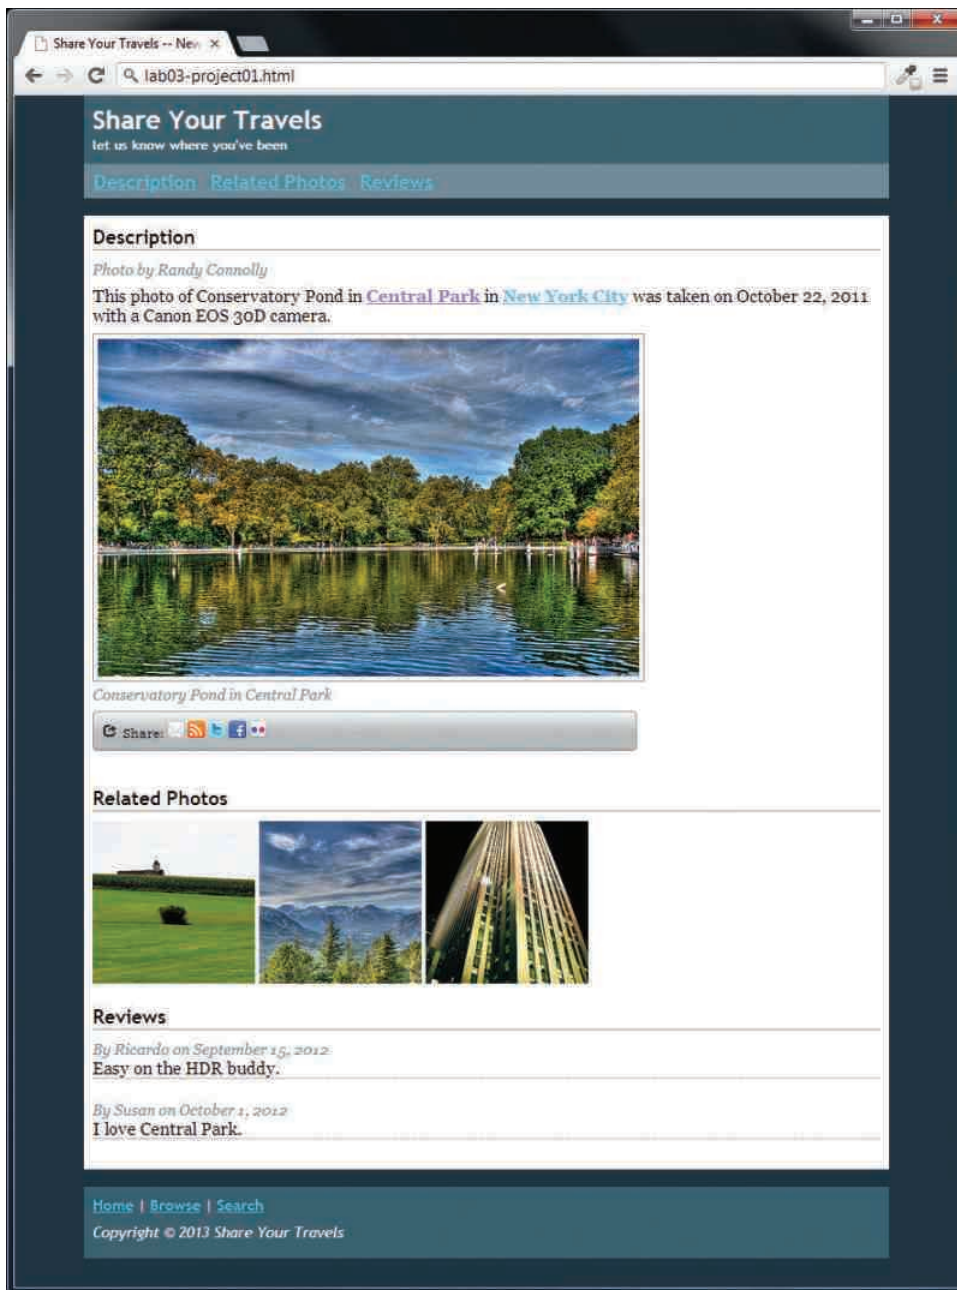 Share Your Travels -- New
lab03-project01.html
Share Your Travels
let us know where you've been
Description Related Photos Reviews
Description
Photo by Randy Connolly
This photo of Conservatory Pond in Central Park in New York City was taken on October 22, 2011
with a Canon EOS 30D camera.
Conservatory Pond in Central Park
Share:
Related Photos
Reviews
By Ricardo on September 15, 2012
Easy on the HDR buddy.
By Susan on October 1, 2012
I love Central Park.
Home | Browse | Search
Copyright © 2013 Share Your Travels